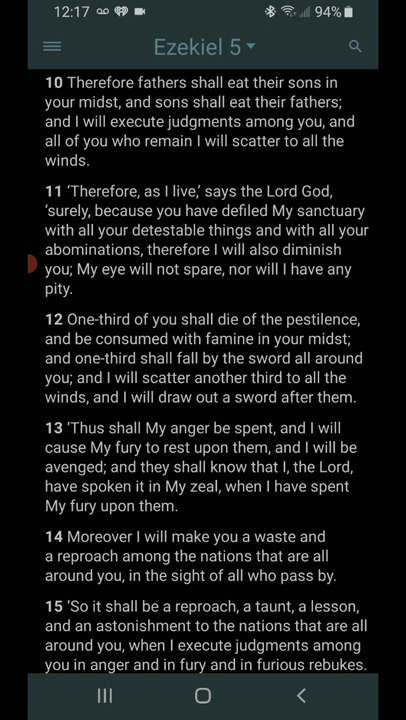 12:17 94%
Ezekiel 5
10 Therefore fathers shall eat their sons in
your midst, and sons shall eat their fathers;
and I will execute judgments among you, and
all of you who remain I will scatter to all the
winds.
11 ‘Therefore, as I live,’ says the Lord God,
‘surely, because you have defiled My sanctuary
with all your detestable things and with all your
abominations, therefore I will also diminish
you; My eye will not spare, nor will I have any
pity.
12 One-third of you shall die of the pestilence,
and be consumed with famine in your midst;
and one-third shall fall by the sword all around
you; and I will scatter another third to all the
winds, and I will draw out a sword after them.
13 ‘Thus shall My anger be spent, and I will
cause My fury to rest upon them, and I will be
avenged; and they shall know that I, the Lord,
have spoken it in My zeal, when I have spent
My fury upon them.
14 Moreover I will make you a waste and
a reproach among the nations that are all
around you, in the sight of all who pass by.
15 ‘So it shall be a reproach, a taunt, a lesson,
and an astonishment to the nations that are all
around you, when I execute judgments among
you in anger and in fury and in furious rebukes.